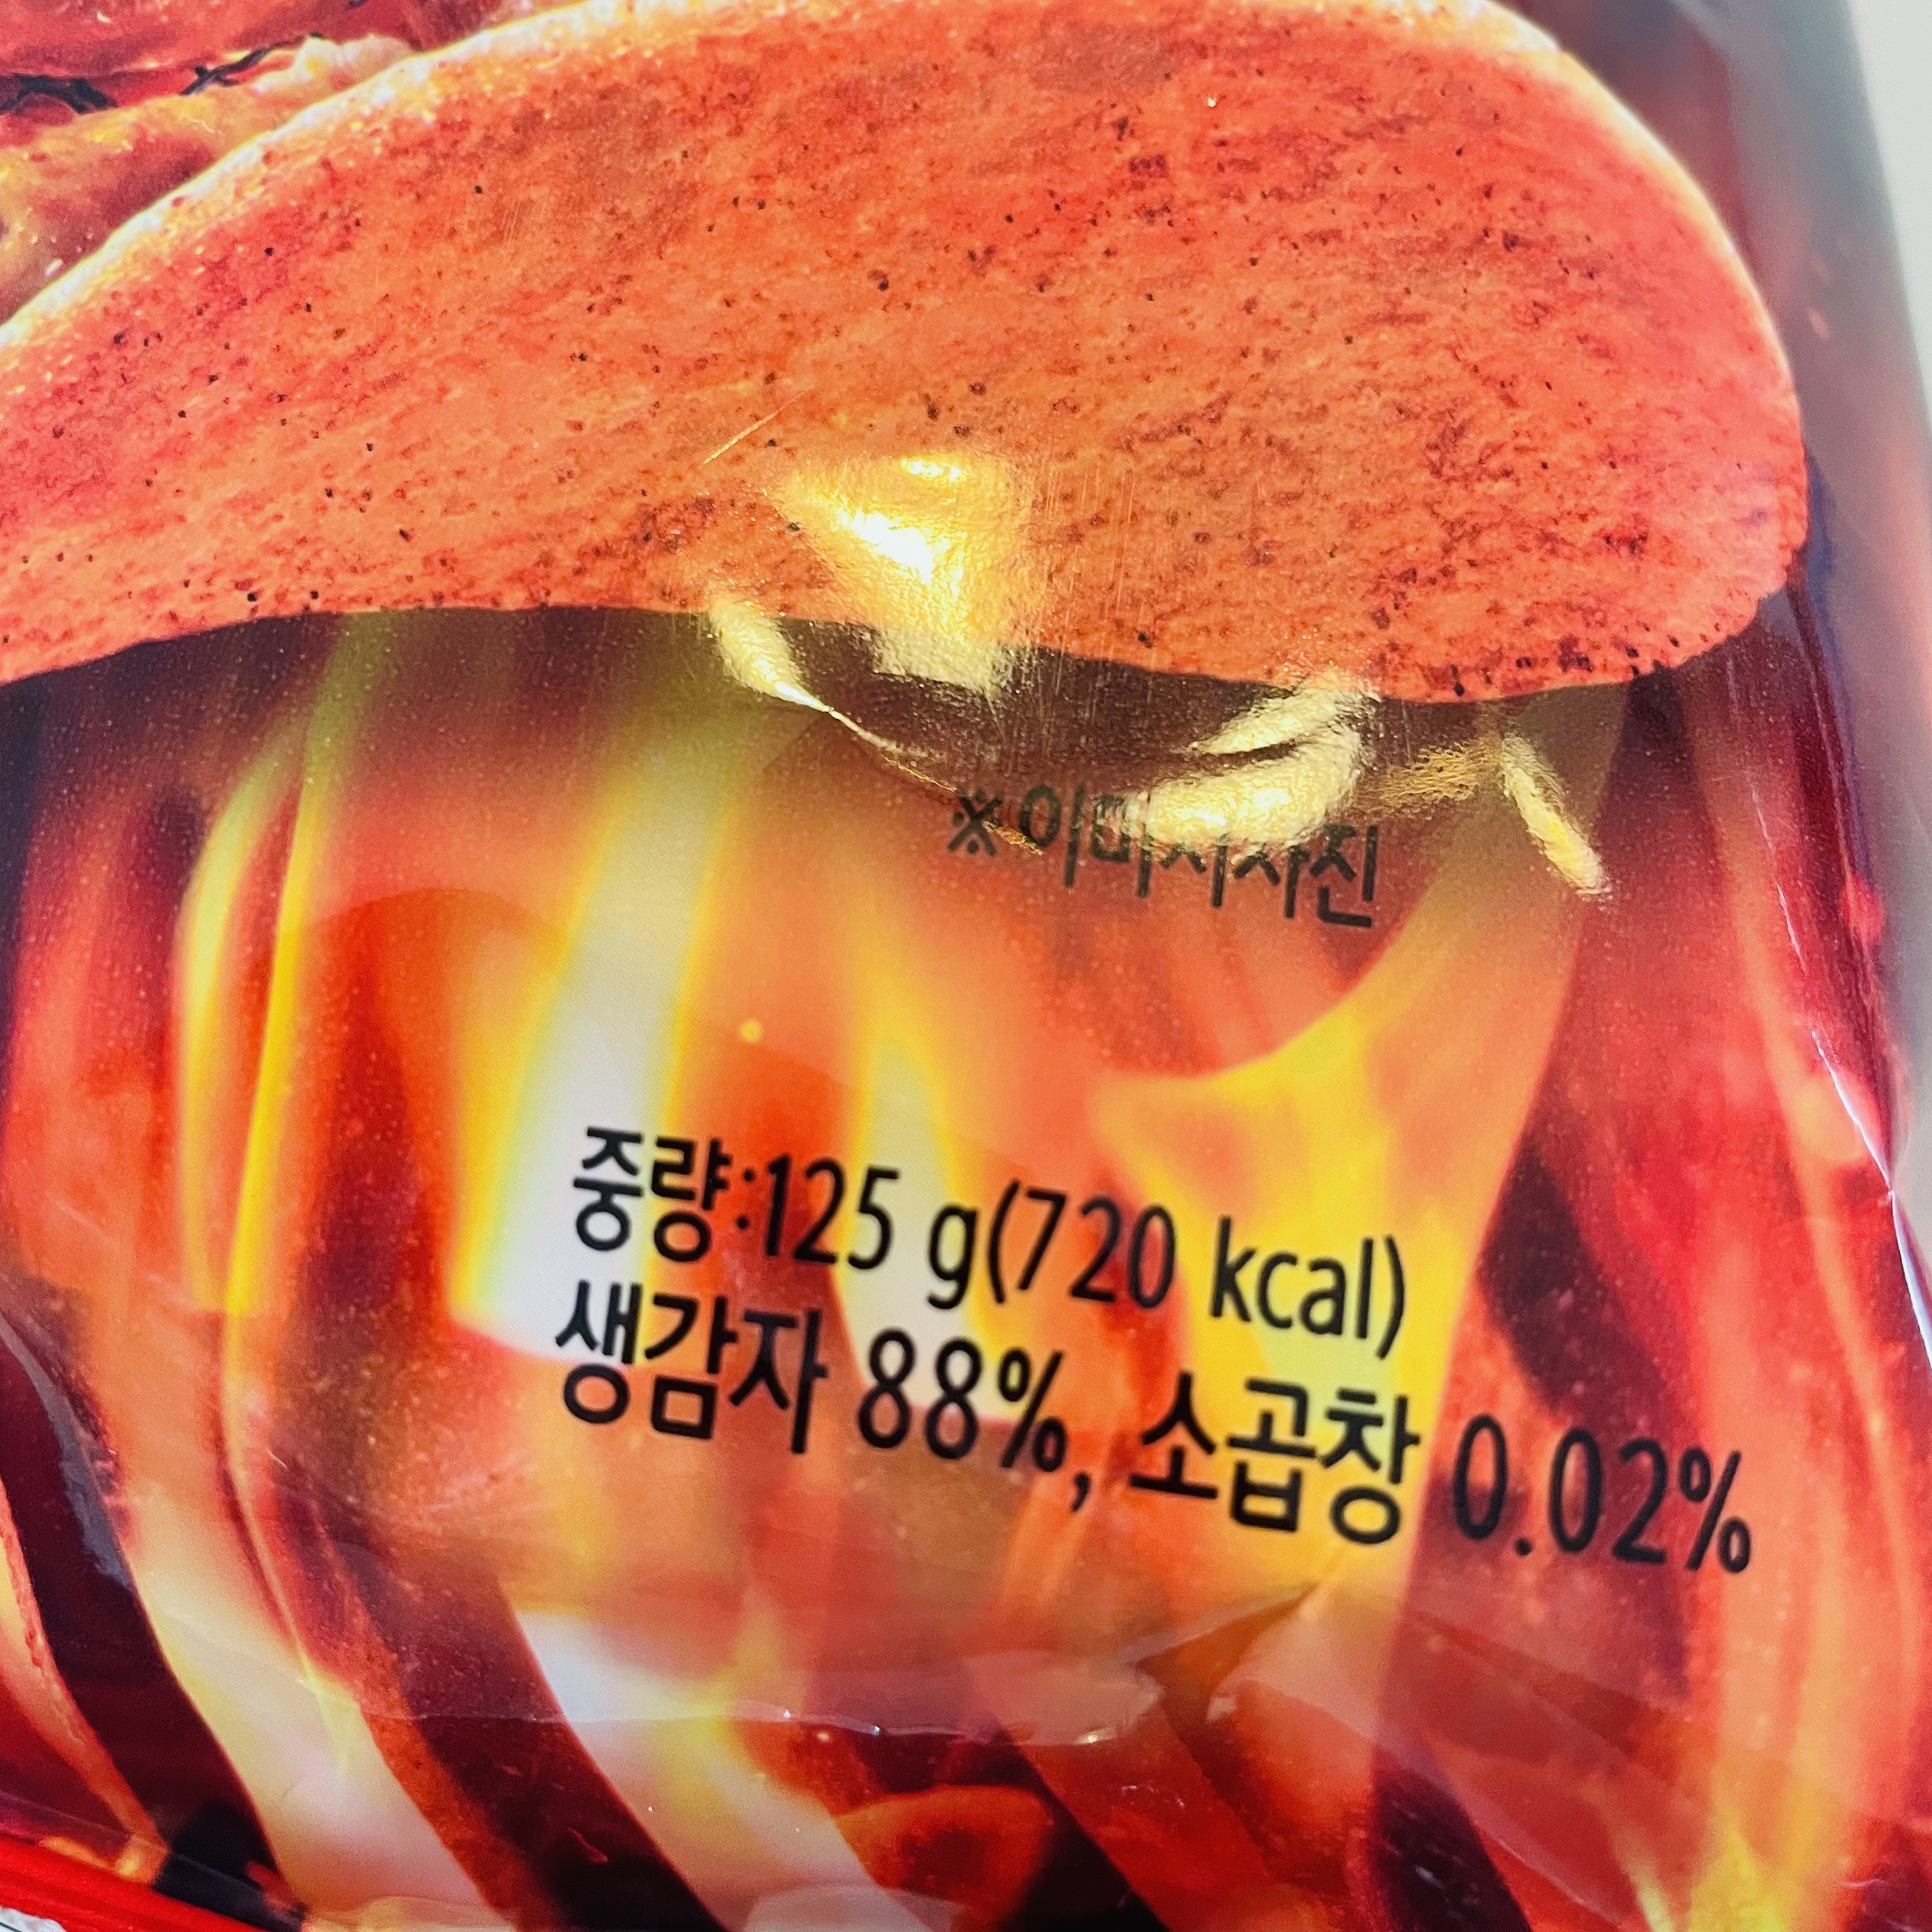 ※이미지사진
중량:125 g(720 kcal)
생감자 88%, 소곱창 0.02%